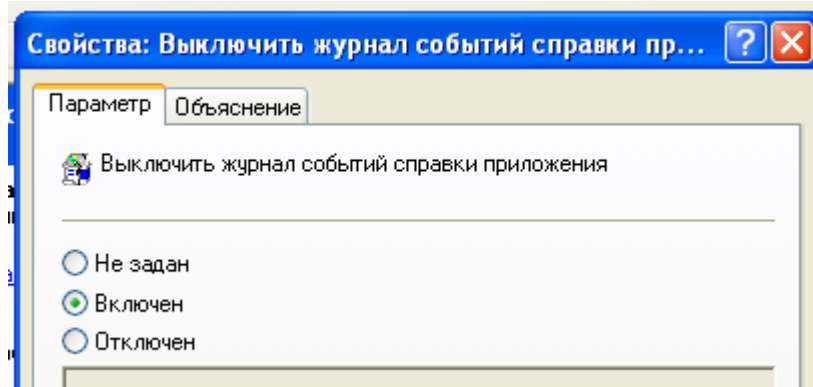 Свойства: Выключить журнал событий справки пр...
Параметр Объяснение
Выключить журнал событий справки приложения
Не задан
Включен
Отключен